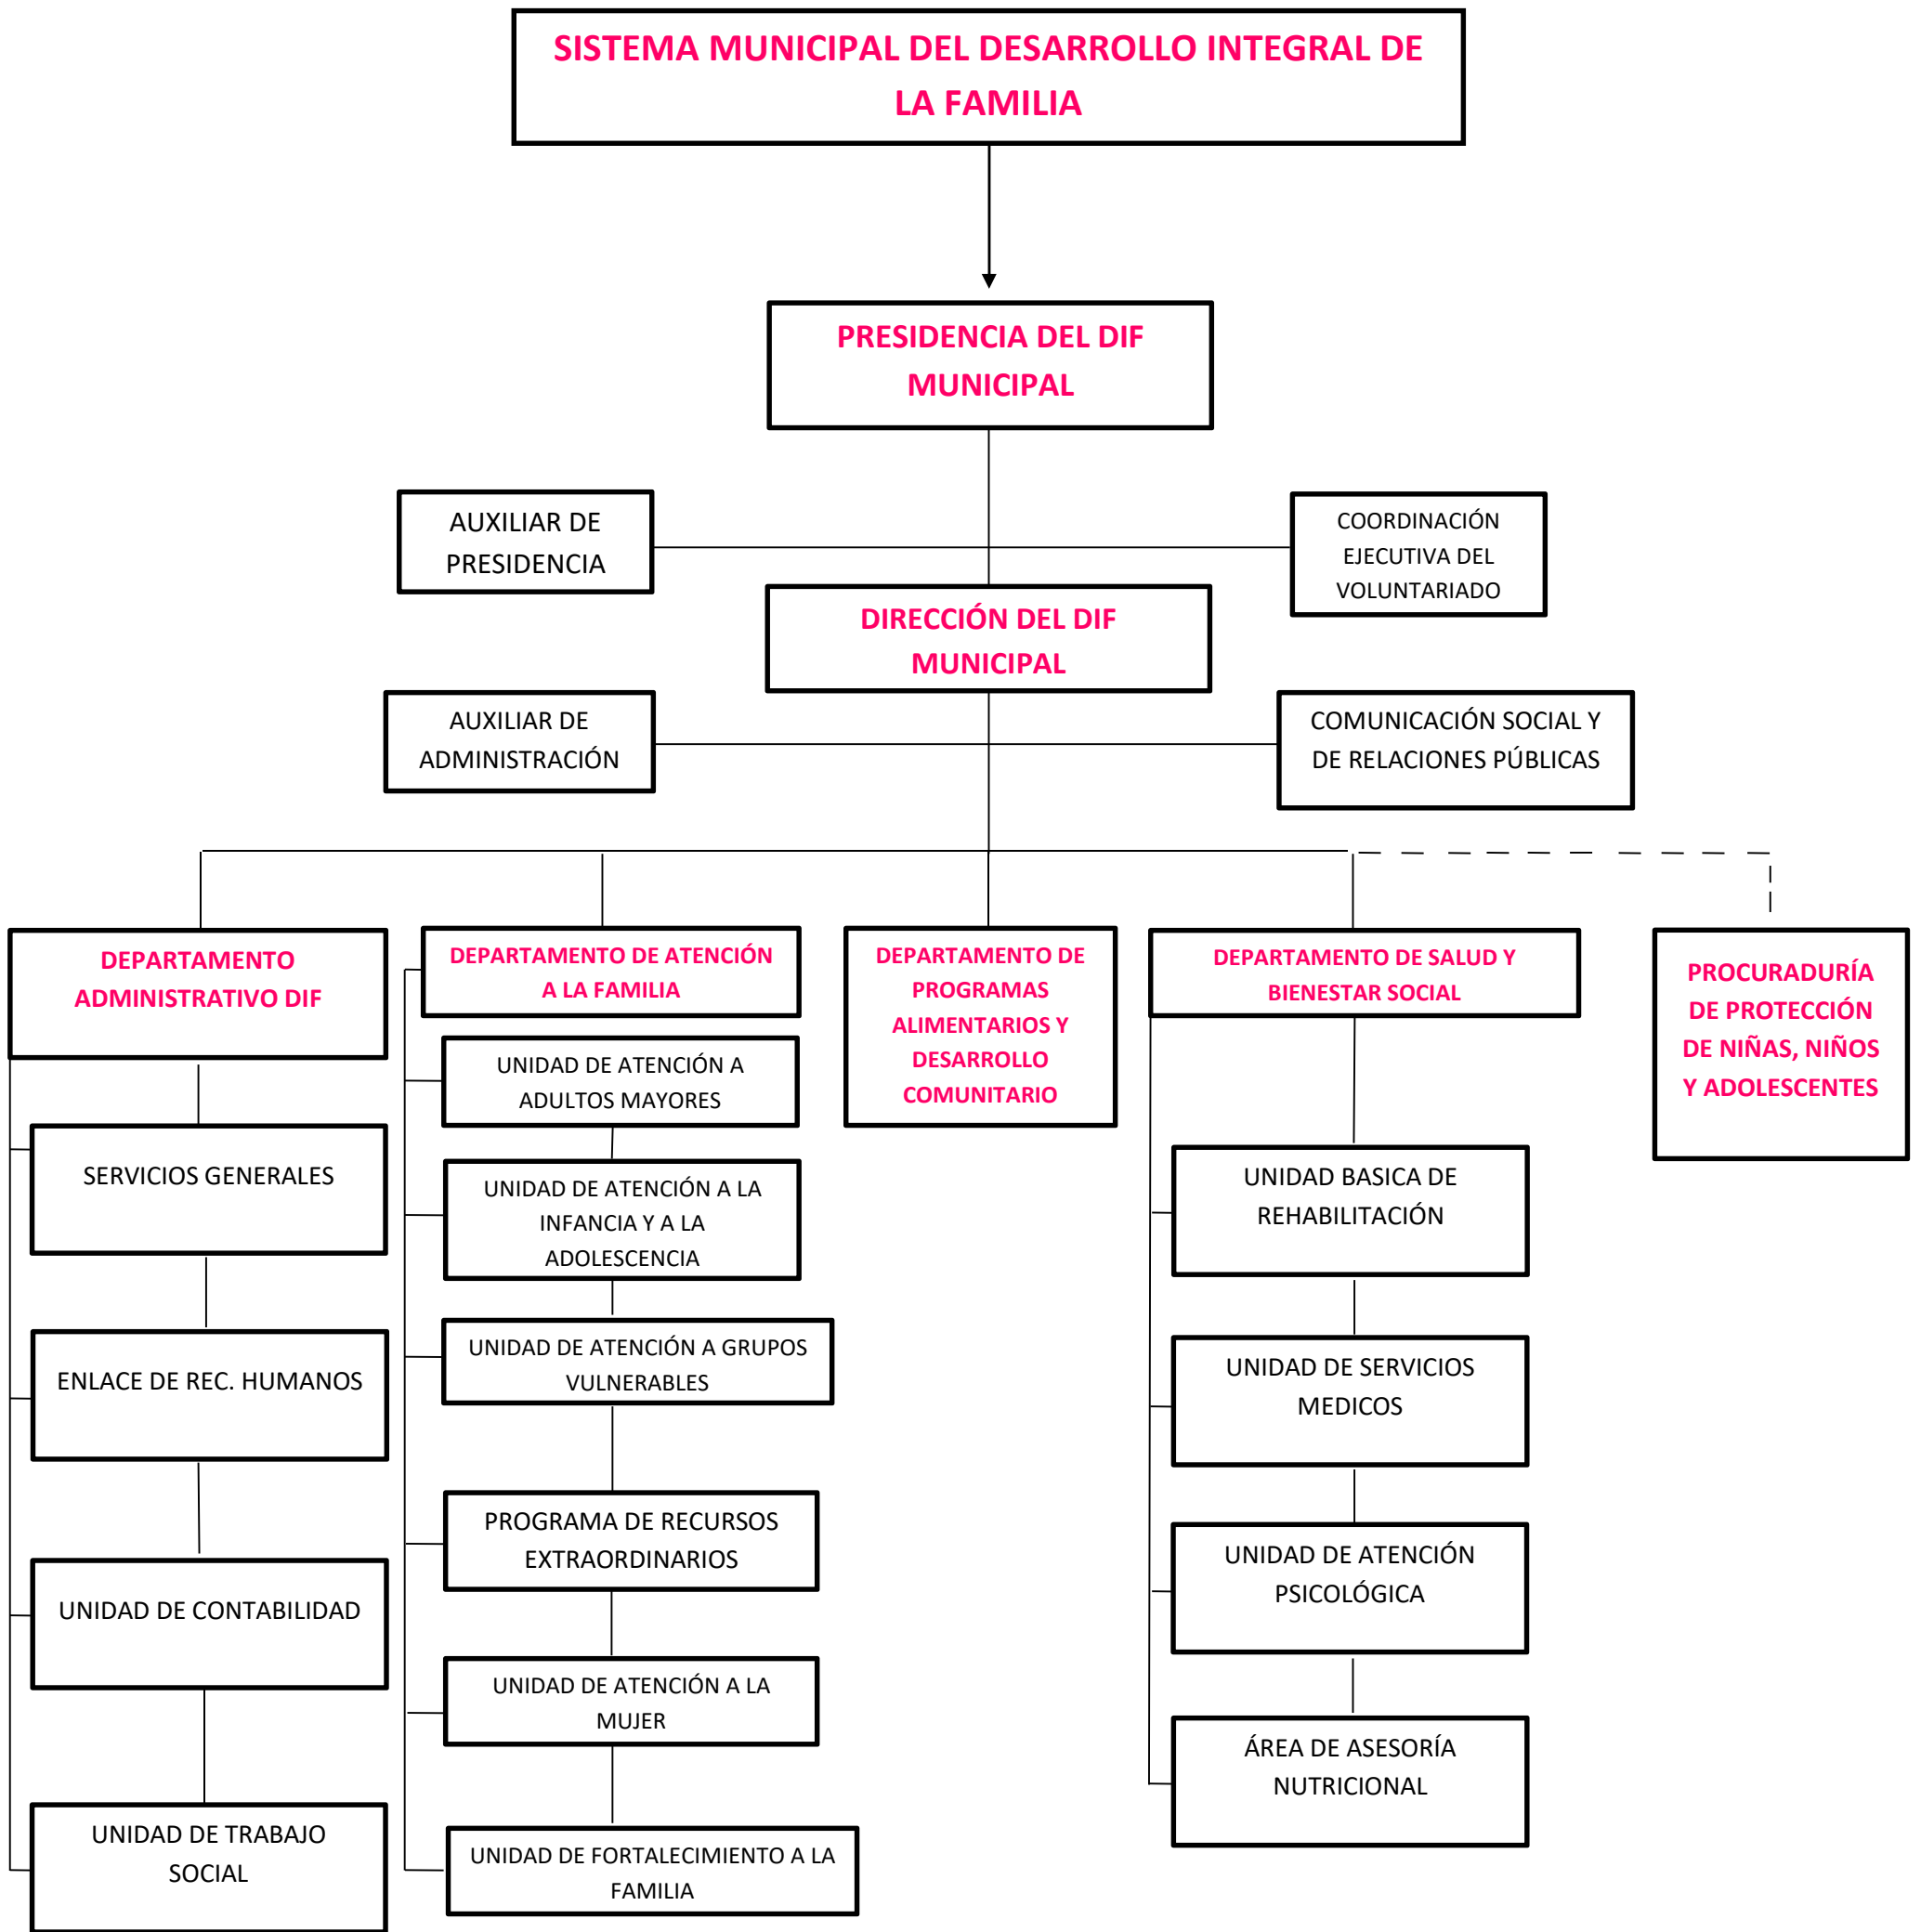 SISTEMA MUNICIPAL DEL DESARROLLO INTEGRAL DE
LA FAMILIA
PRESIDENCIA DEL DIF
MUNICIPAL
AUXILIAR DE
PRESIDENCIA
COORDINACIÓN
EJECUTIVA DEL
VOLUNTARIADO
DIRECCIÓN DEL DIF
MUNICIPAL
AUXILIAR DE
ADMINISTRACIÓN
COMUNICACIÓN SOCIAL Y
DE RELACIONES PÚBLICAS
DEPARTAMENTO
ADMINISTRATIVO DIF
SERVICIOS GENERALES
ENLACE DE REC. HUMANOS
UNIDAD DE CONTABILIDAD
UNIDAD DE TRABAJO
SOCIAL
DEPARTAMENTO DE ATENCIÓN
A LA FAMILIA
UNIDAD DE ATENCIÓN A
ADULTOS MAYORES
UNIDAD DE ATENCIÓN A LA
INFANCIA Y A LA
ADOLESCENCIA
UNIDAD DE ATENCIÓN A GRUPOS
VULNERABLES
PROGRAMA DE RECURSOS
EXTRAORDINARIOS
UNIDAD DE ATENCIÓN A LA
MUJER
UNIDAD DE FORTALECIMIENTO A LA
FAMILIA
DEPARTAMENTO DE
PROGRAMAS
ALIMENTARIOS Y
DESARROLLO
COMUNITARIO
DEPARTAMENTO DE SALUD Y
BIENESTAR SOCIAL
UNIDAD BASICA DE
REHABILITACIÓN
UNIDAD DE SERVICIOS
MEDICOS
UNIDAD DE ATENCIÓN
PSICOLÓGICA
ÁREA DE ASESORÍA
NUTRICIONAL
PROCURADURÍA
DE PROTECCIÓN
DE NIÑAS, NIÑOS
Y ADOLESCENTES